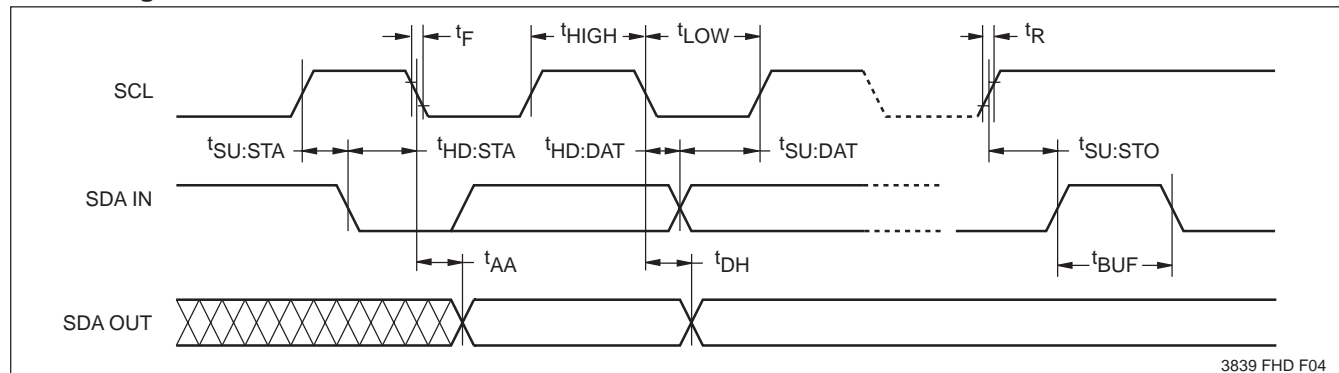 tF
tHIGH
tLOW
tR
SCL
tSU:STA
tHD:STA
tHD:DAT
tSU:DAT
tSU:STO
SDA IN
tAA
tDH
tBUF
SDA OUT
3839 FHD F04